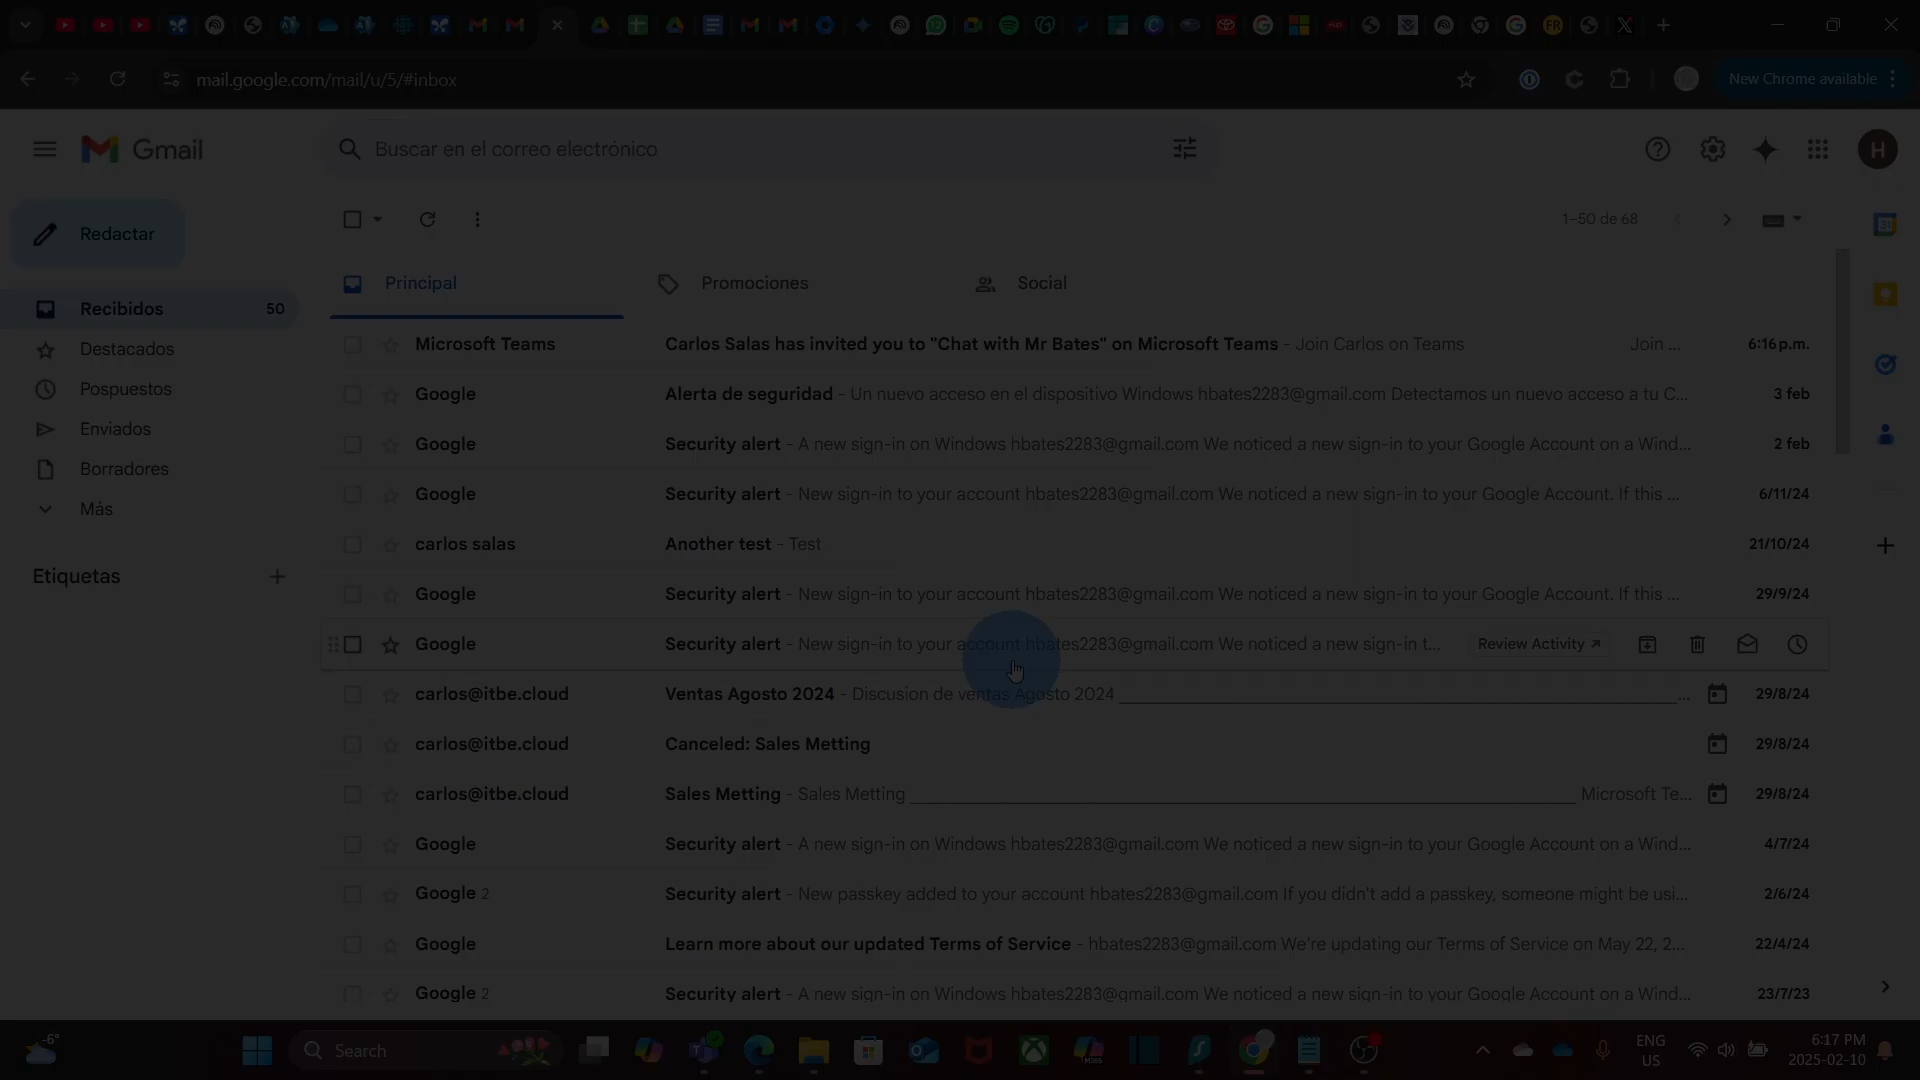 mail.google.com/mail/u/5/#inbox
New Chrome available
Gmail
Buscar en el correo electrónico
H
Redactar
1–50 de 68
Principal
Promociones
Social
Recibidos 50
Destacados
Pospuestos
Enviados
Borradores
Más
Etiquetas
Microsoft Teams Carlos Salas has invited you to "Chat with Mr Bates" on Microsoft Teams - Join Carlos on Teams Join ... 6:16 p.m.
Google Alerta de seguridad - Un nuevo acceso en el dispositivo Windows hbates2283@gmail.com Detectamos un nuevo acceso a tu C... 3 feb
Google Security alert - A new sign-in on Windows hbates2283@gmail.com We noticed a new sign-in to your Google Account on a Wind... 2 feb
Google Security alert - New sign-in to your account hbates2283@gmail.com We noticed a new sign-in to your Google Account. If this ... 6/11/24
carlos salas Another test - Test 21/10/24
Google Security alert - New sign-in to your account hbates2283@gmail.com We noticed a new sign-in to your Google Account. If this ... 29/9/24
Google Security alert - New sign-in to your account hbates2283@gmail.com We noticed a new sign-in t... Review Activity
carlos@itbe.cloud Ventas Agosto 2024 - Discusion de ventas Agosto 2024 ... 29/8/24
carlos@itbe.cloud Canceled: Sales Metting 29/8/24
carlos@itbe.cloud Sales Metting - Sales Metting Microsoft Te... 29/8/24
Google Security alert - A new sign-in on Windows hbates2283@gmail.com We noticed a new sign-in to your Google Account on a Wind... 4/7/24
Google 2 Security alert - New passkey added to your account hbates2283@gmail.com If you didn't add a passkey, someone might be usi... 2/6/24
Google Learn more about our updated Terms of Service - hbates2283@gmail.com We're updating our Terms of Service on May 22, 2... 22/4/24
Google 2 Security alert - A new sign-in on Windows hbates2283@gmail.com We noticed a new sign-in to your Google Account on a Wind... 23/7/23
-6°
Search
ENG
US
6:17 PM
2025-02-10